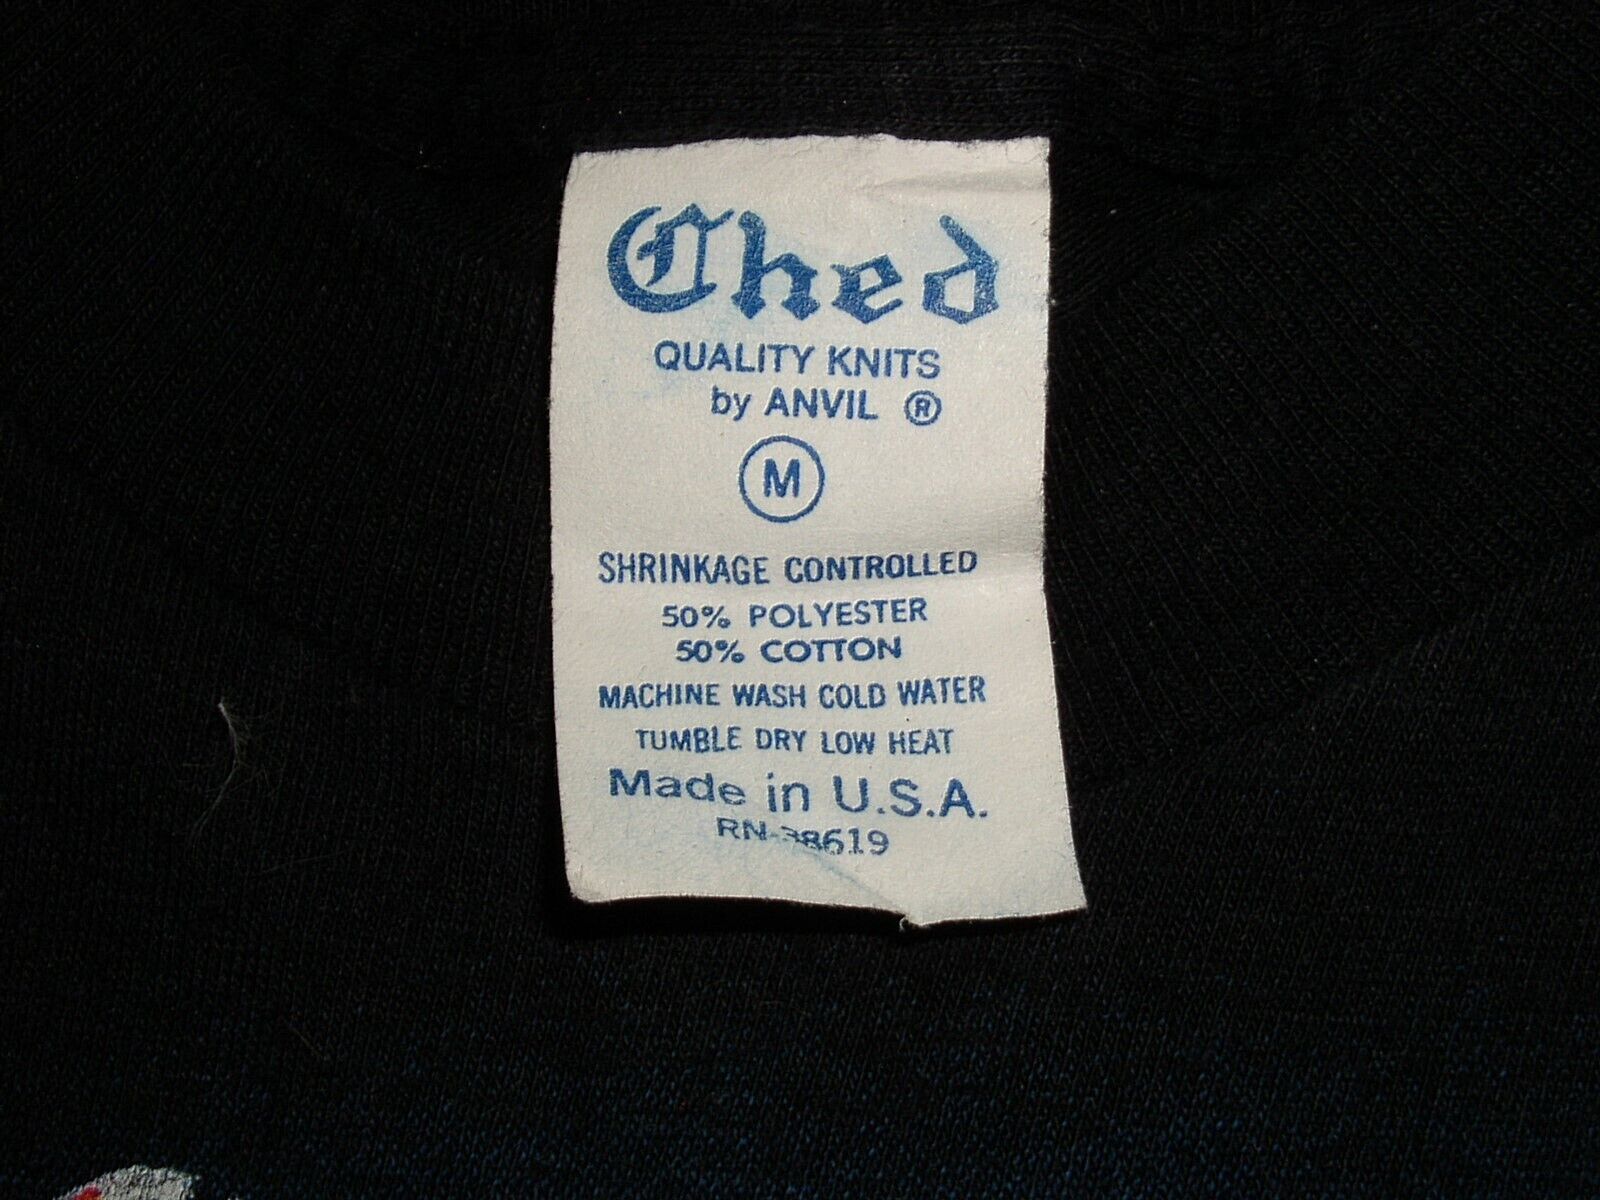 Ched
QUALITY KNITS
by ANVIL ®
M
SHRINKAGE CONTROLLED
50% POLYESTER
50% COTTON
MACHINE WASH COLD WATER
TUMBLE DRY LOW HEAT
Made in U.S.A.
RN-38619